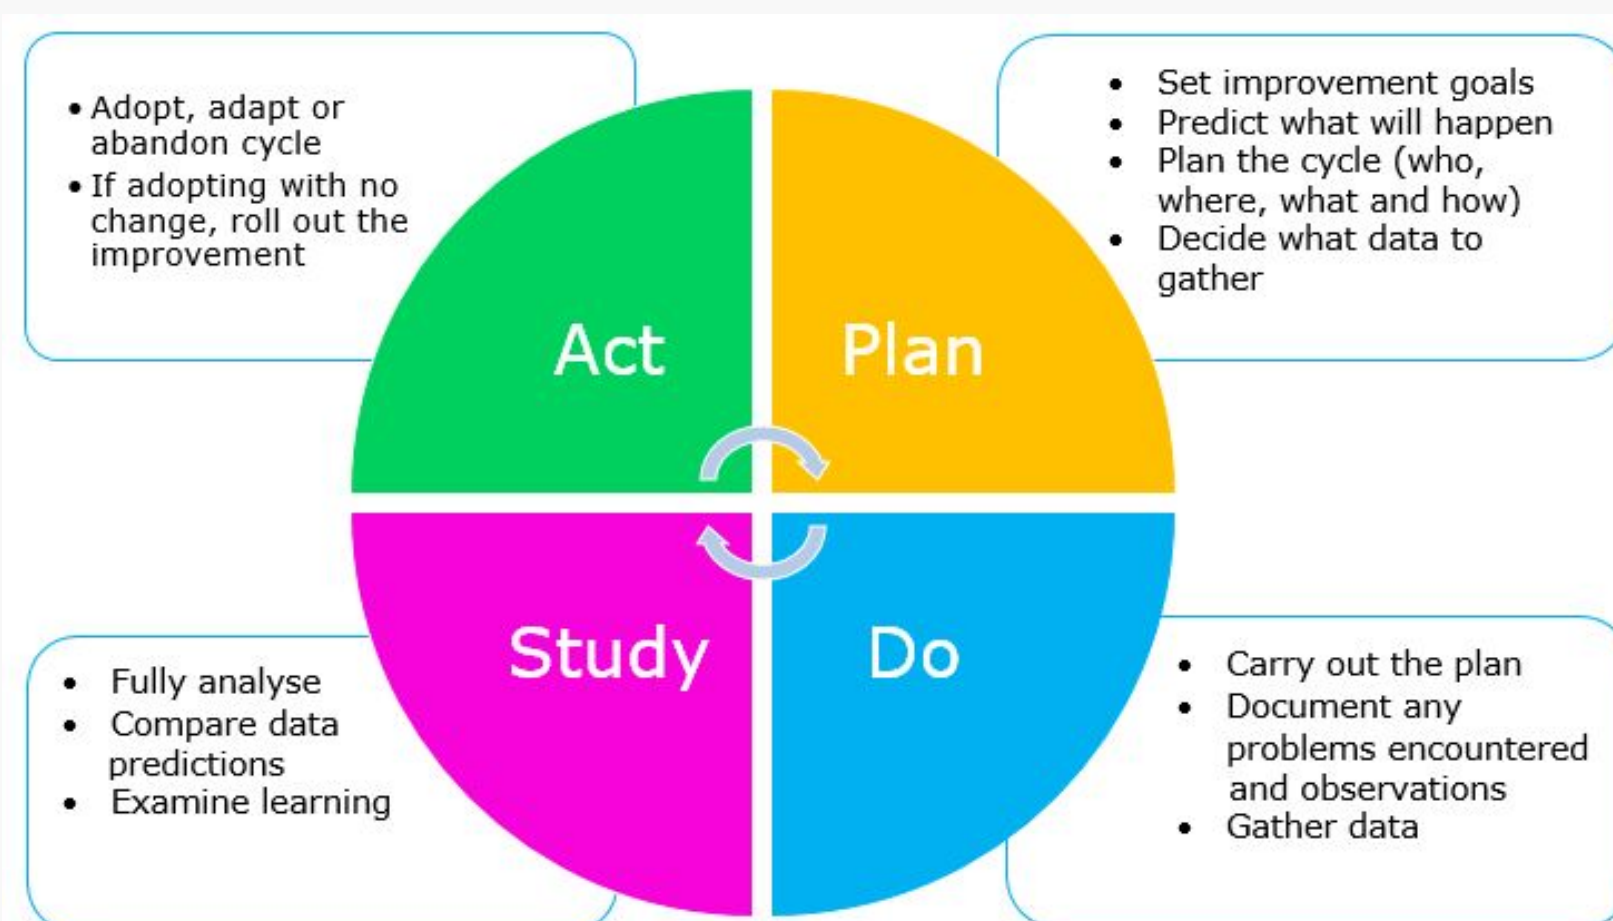 • Adopt, adapt or
abandon cycle
• If adopting with no
change, roll out the
improvement
• Set improvement goals
• Predict what will happen
• Plan the cycle (who,
where, what and how)
• Decide what data to
gather
Act
Plan
Study
Do
• Fully analyse
• Compare data
predictions
• Examine learning
• Carry out the plan
• Document any
problems encountered
and observations
• Gather data